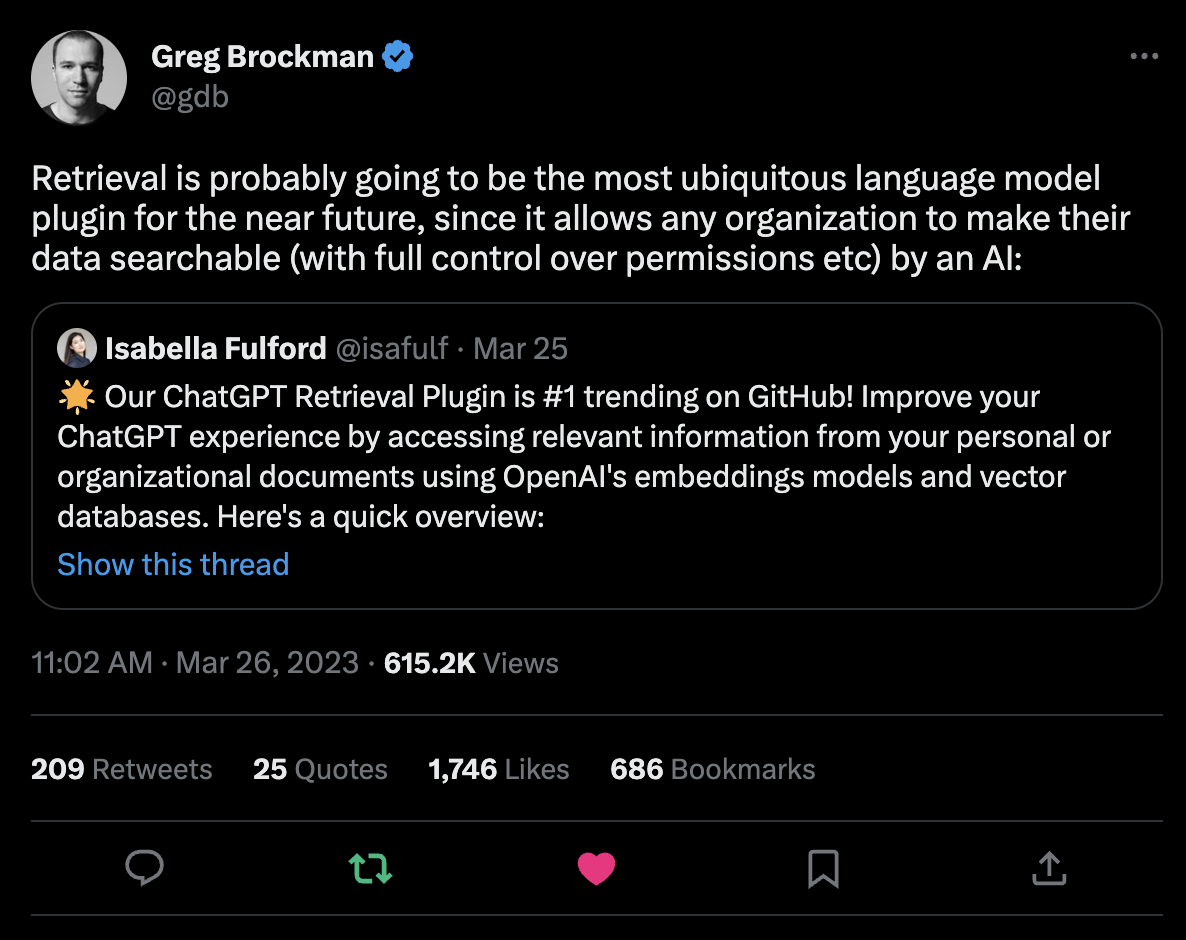 Greg Brockman
@gdb
Retrieval is probably going to be the most ubiquitous language model
plugin for the near future, since it allows any organization to make their
data searchable (with full control over permissions etc) by an AI:
Isabella Fulford @isafulf · Mar 25
🌟 Our ChatGPT Retrieval Plugin is #1 trending on GitHub! Improve your
ChatGPT experience by accessing relevant information from your personal or
organizational documents using OpenAI's embeddings models and vector
databases. Here's a quick overview:
Show this thread
11:02 AM · Mar 26, 2023 · 615.2K Views
209 Retweets 25 Quotes 1,746 Likes 686 Bookmarks